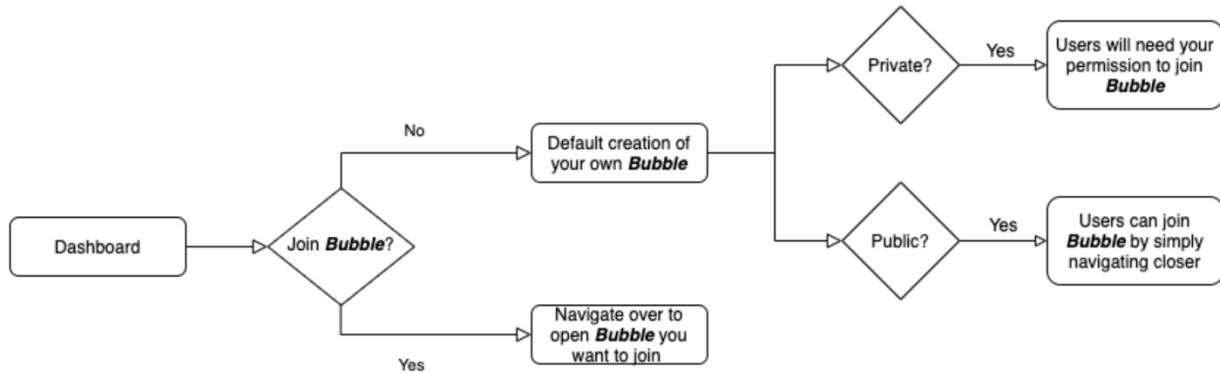 Dashboard
Join Bubble?
No
Yes
Default creation of
your own Bubble
Navigate over to
open Bubble you
want to join
Private?
Yes
Users will need your
permission to join
Bubble
Public?
Yes
Users can join
Bubble by simply
navigating closer